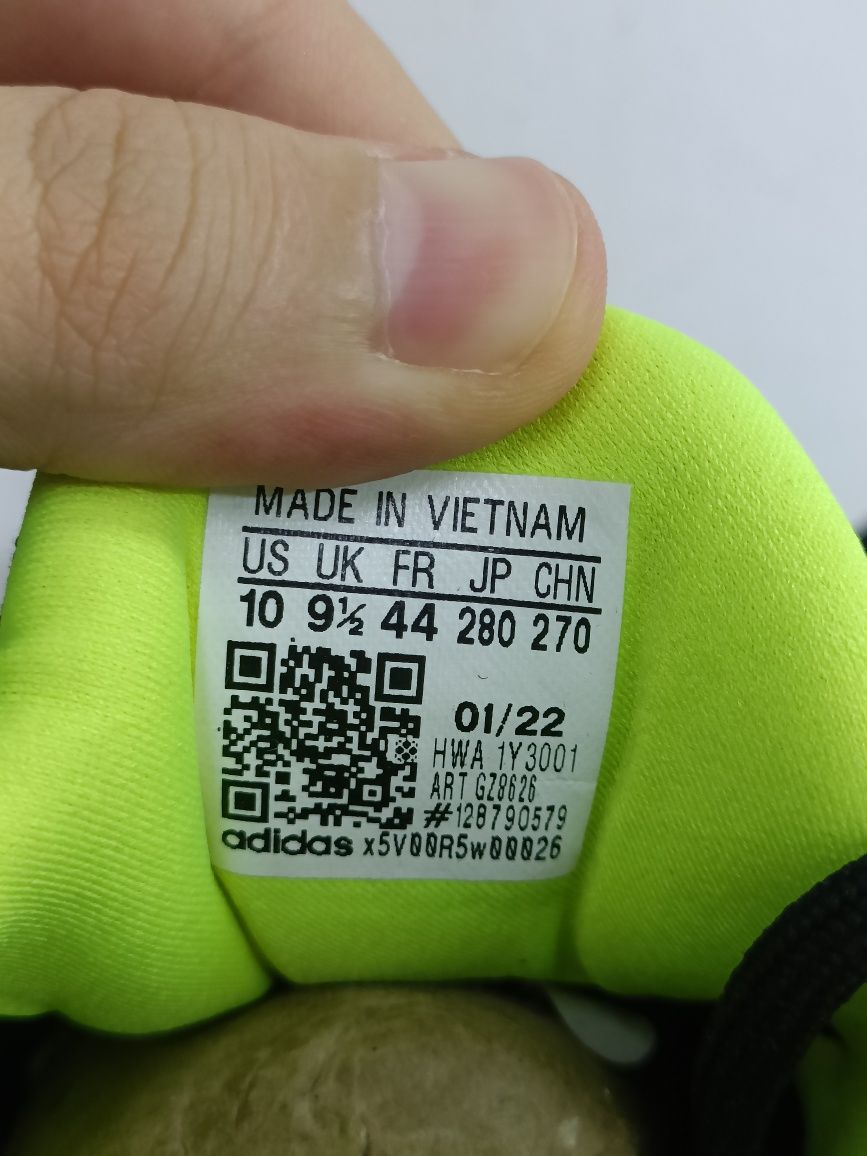 MADE IN VIETNAM
US UK FR JP CHN
10 9½ 44 280 270
01/22
HWA 1Y3001
ART GZ8626
#128790579
adidas x5V00R5w00026